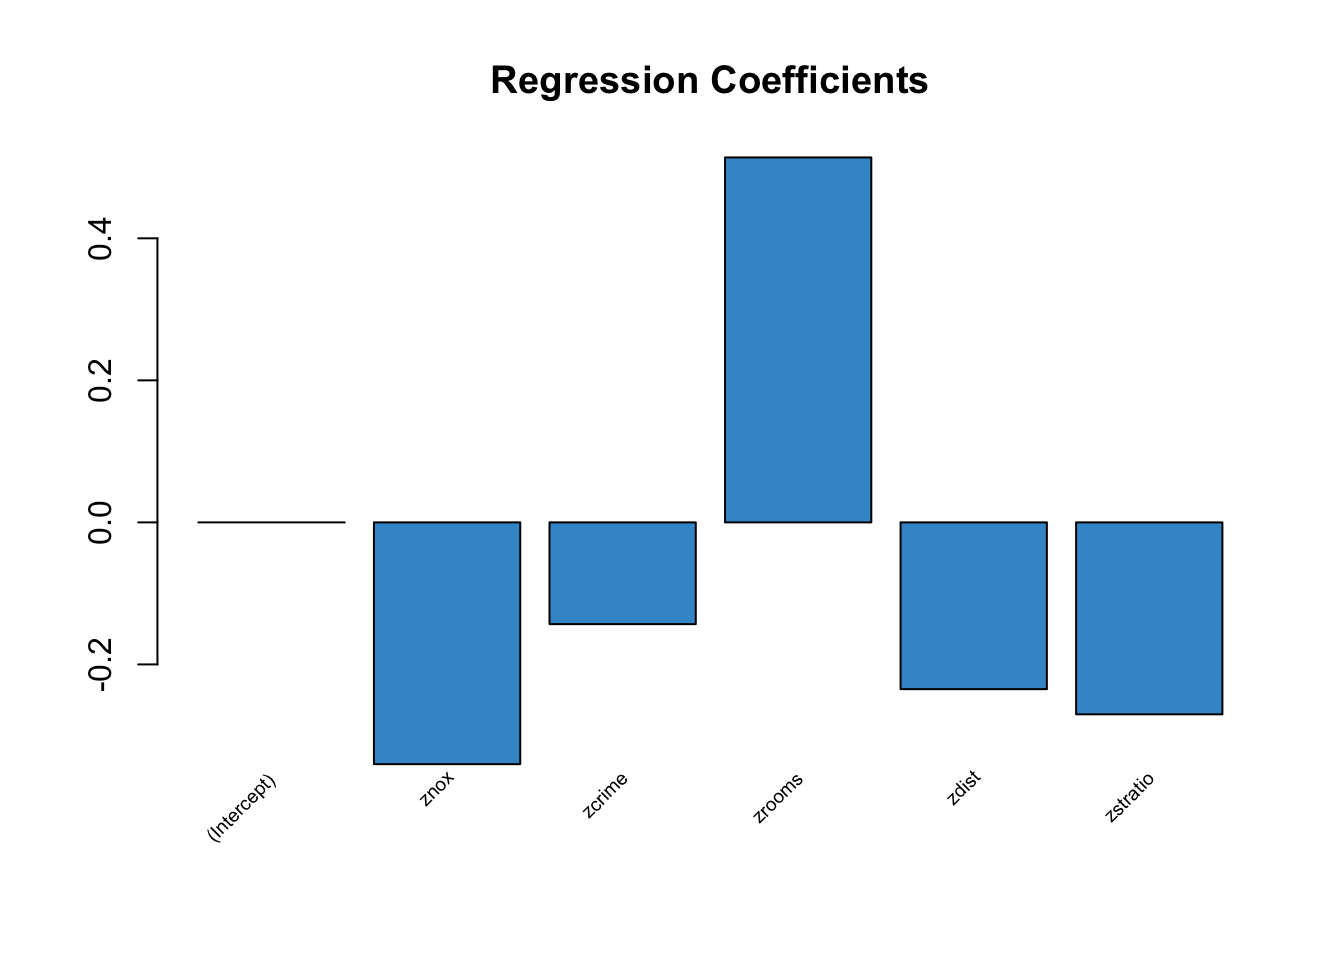 Regression Coefficients
0.4
0.2
0.0
-0.2
(Intercept)
znox
zcrime
zrooms
zdist
zstratio